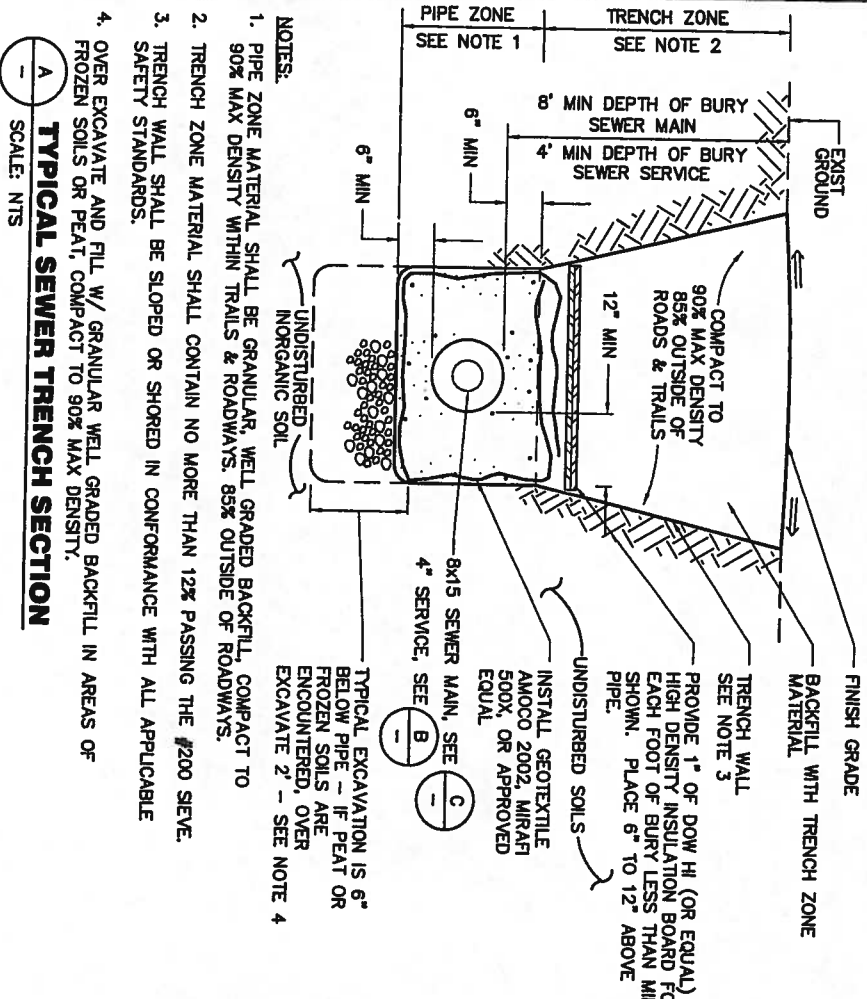 PIPE ZONE
SEE NOTE 1
TRENCH ZONE
SEE NOTE 2
8' MIN DEPTH OF BURY
SEWER MAIN
4' MIN DEPTH OF BURY
SEWER SERVICE
6" MIN
6" MIN
EXIST
GROUND
12" MIN
COMPACT TO
90% MAX DENSITY
85% OUTSIDE OF
ROADS & TRAILS
UNDISTURBED
INORGANIC SOIL
FINISH GRADE
BACKFILL WITH TRENCH ZONE
MATERIAL
TRENCH WALL
SEE NOTE 3
PROVIDE 1" OF DOW HI (OR EQUAL)
HIGH DENSITY INSULATION BOARD
EACH FOOT OF BURY LESS THAN
SHOWN. PLACE 6" TO 12" ABOVE
PIPE.
UNDISTURBED SOILS
INSTALL GEOTEXTILE
AMOCO 2002, MIRAFI
500X, OR APPROVED
EQUAL
8x15 SEWER MAIN, SEE C
-
4" SERVICE, SEE B
-
TYPICAL EXCAVATION IS 6"
BELOW PIPE - IF PEAT OR
FROZEN SOILS ARE
ENCOUNTERED, OVER
EXCAVATE 2' - SEE NOTE 4
NOTES:
1. PIPE ZONE MATERIAL SHALL BE GRANULAR, WELL GRADED BACKFILL, COMPACT TO
90% MAX DENSITY WITHIN TRAILS & ROADWAYS. 85% OUTSIDE OF ROADWAYS.
2. TRENCH ZONE MATERIAL SHALL CONTAIN NO MORE THAN 12% PASSING THE #200 SIEVE.
3. TRENCH WALL SHALL BE SLOPED OR SHORED IN CONFORMANCE WITH ALL APPLICABLE
SAFETY STANDARDS.
4. OVER EXCAVATE AND FILL W/ GRANULAR WELL GRADED BACKFILL IN AREAS OF
FROZEN SOILS OR PEAT, COMPACT TO 90% MAX DENSITY.
A
-
TYPICAL SEWER TRENCH SECTION
SCALE: NTS